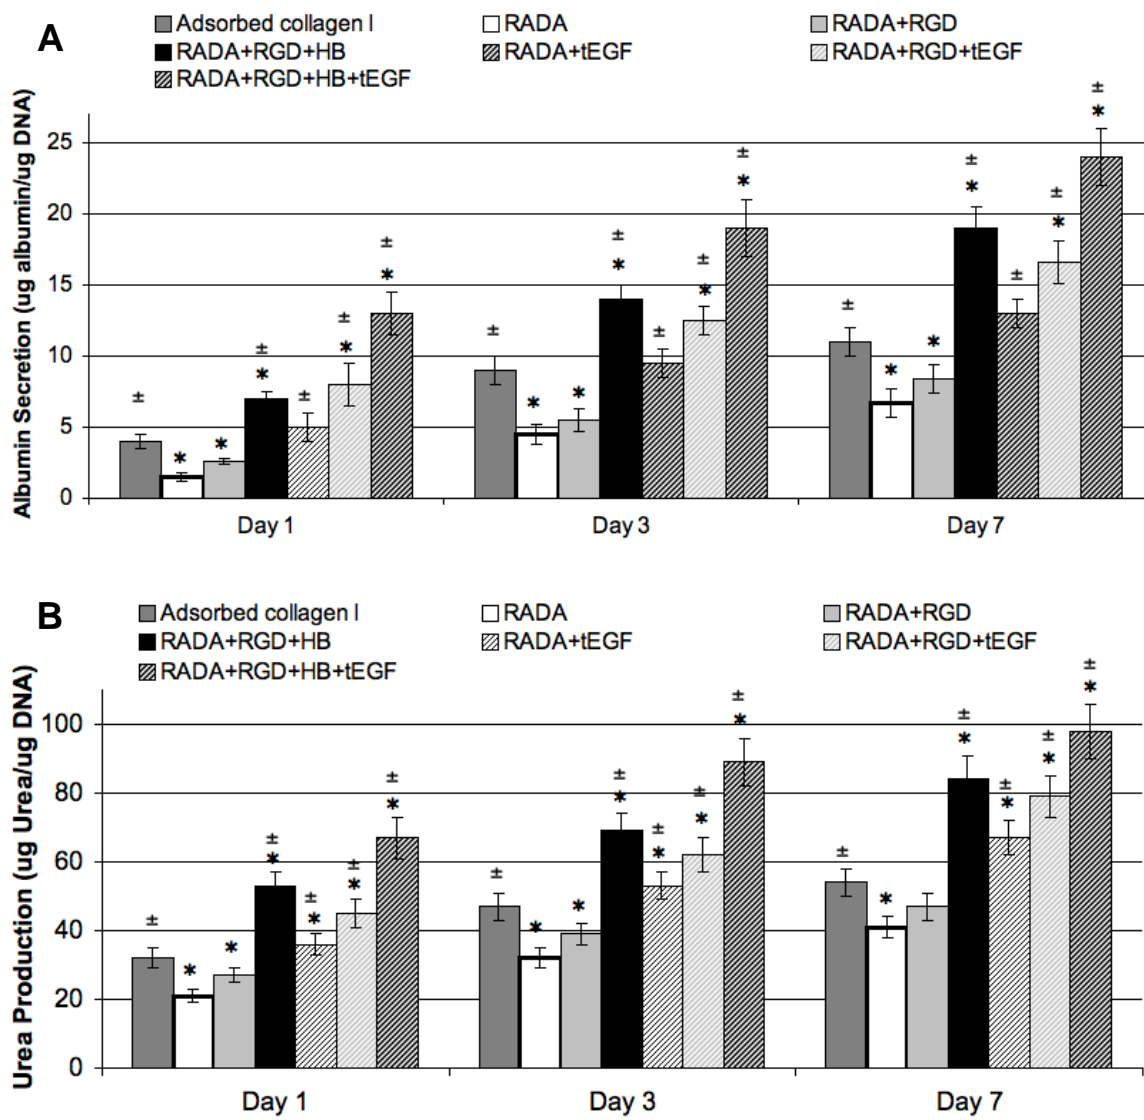 A
Adsorbed collagen I RADA RADA+RGD
RADA+RGD+HB RADA+tEGF RADA+RGD+tEGF
RADA+RGD+HB+tEGF
Albumin Secretion (ug albumin/ug DNA)
25
20
15
10
5
0
± * * ± * ± ± * ± *
± * * ± * ± ± * ± *
± * * ± * ± ± * ± *
Day 1 Day 3 Day 7
B
Adsorbed collagen I RADA RADA+RGD
RADA+RGD+HB RADA+tEGF RADA+RGD+tEGF
RADA+RGD+HB+tEGF
Urea Production (ug Urea/ug DNA)
100
80
60
40
20
0
± * * ± * ± * ± * ± *
± * * ± * ± * ± * ± *
± * ± * ± * ± * ± *
Day 1 Day 3 Day 7